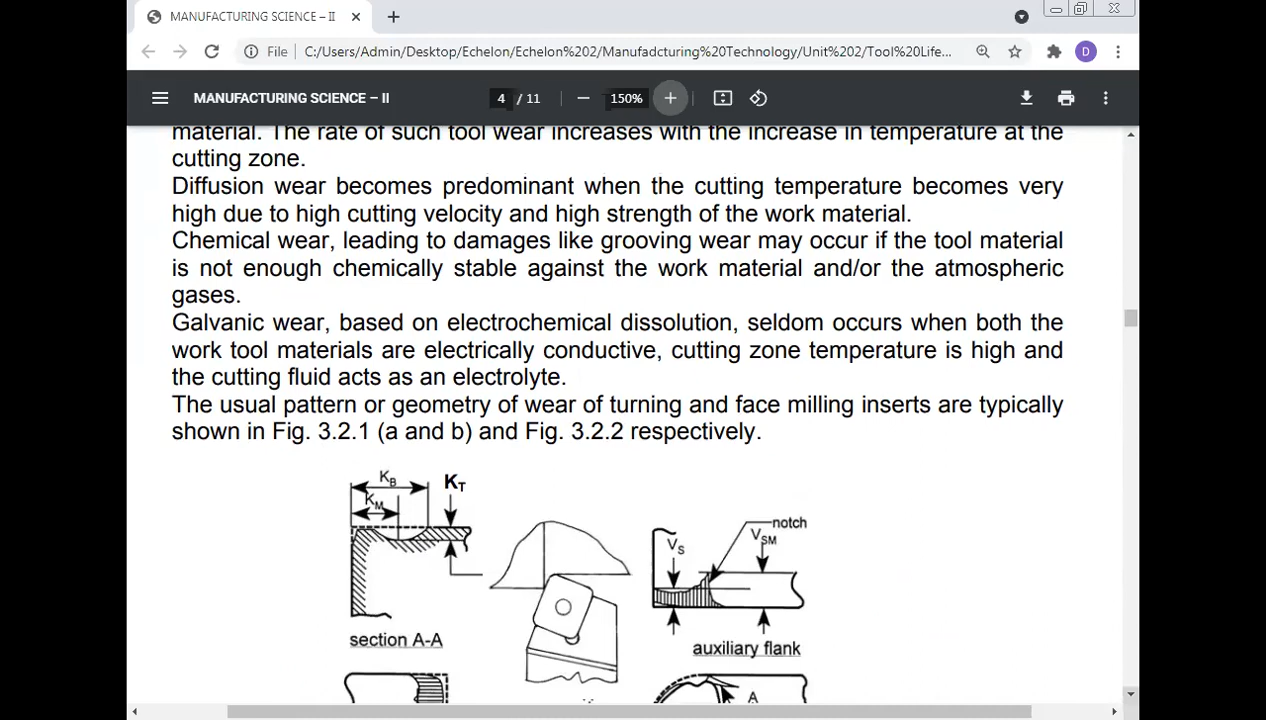 MANUFACTURING SCIENCE – II
File C:/Users/Admin/Desktop/Echelon/Echelon%202/Manufadcturing%20Technology/Unit%202/Tool%20Life...
D
MANUFACTURING SCIENCE – II 4 / 11 150%
material. The rate of such tool wear increases with the increase in temperature at the
cutting zone.
Diffusion wear becomes predominant when the cutting temperature becomes very
high due to high cutting velocity and high strength of the work material.
Chemical wear, leading to damages like grooving wear may occur if the tool material
is not enough chemically stable against the work material and/or the atmospheric
gases.
Galvanic wear, based on electrochemical dissolution, seldom occurs when both the
work tool materials are electrically conductive, cutting zone temperature is high and
the cutting fluid acts as an electrolyte.
The usual pattern or geometry of wear of turning and face milling inserts are typically
shown in Fig. 3.2.1 (a and b) and Fig. 3.2.2 respectively.
KB
KT
KM
notch
VS
VSM
section A-A
auxiliary flank
A